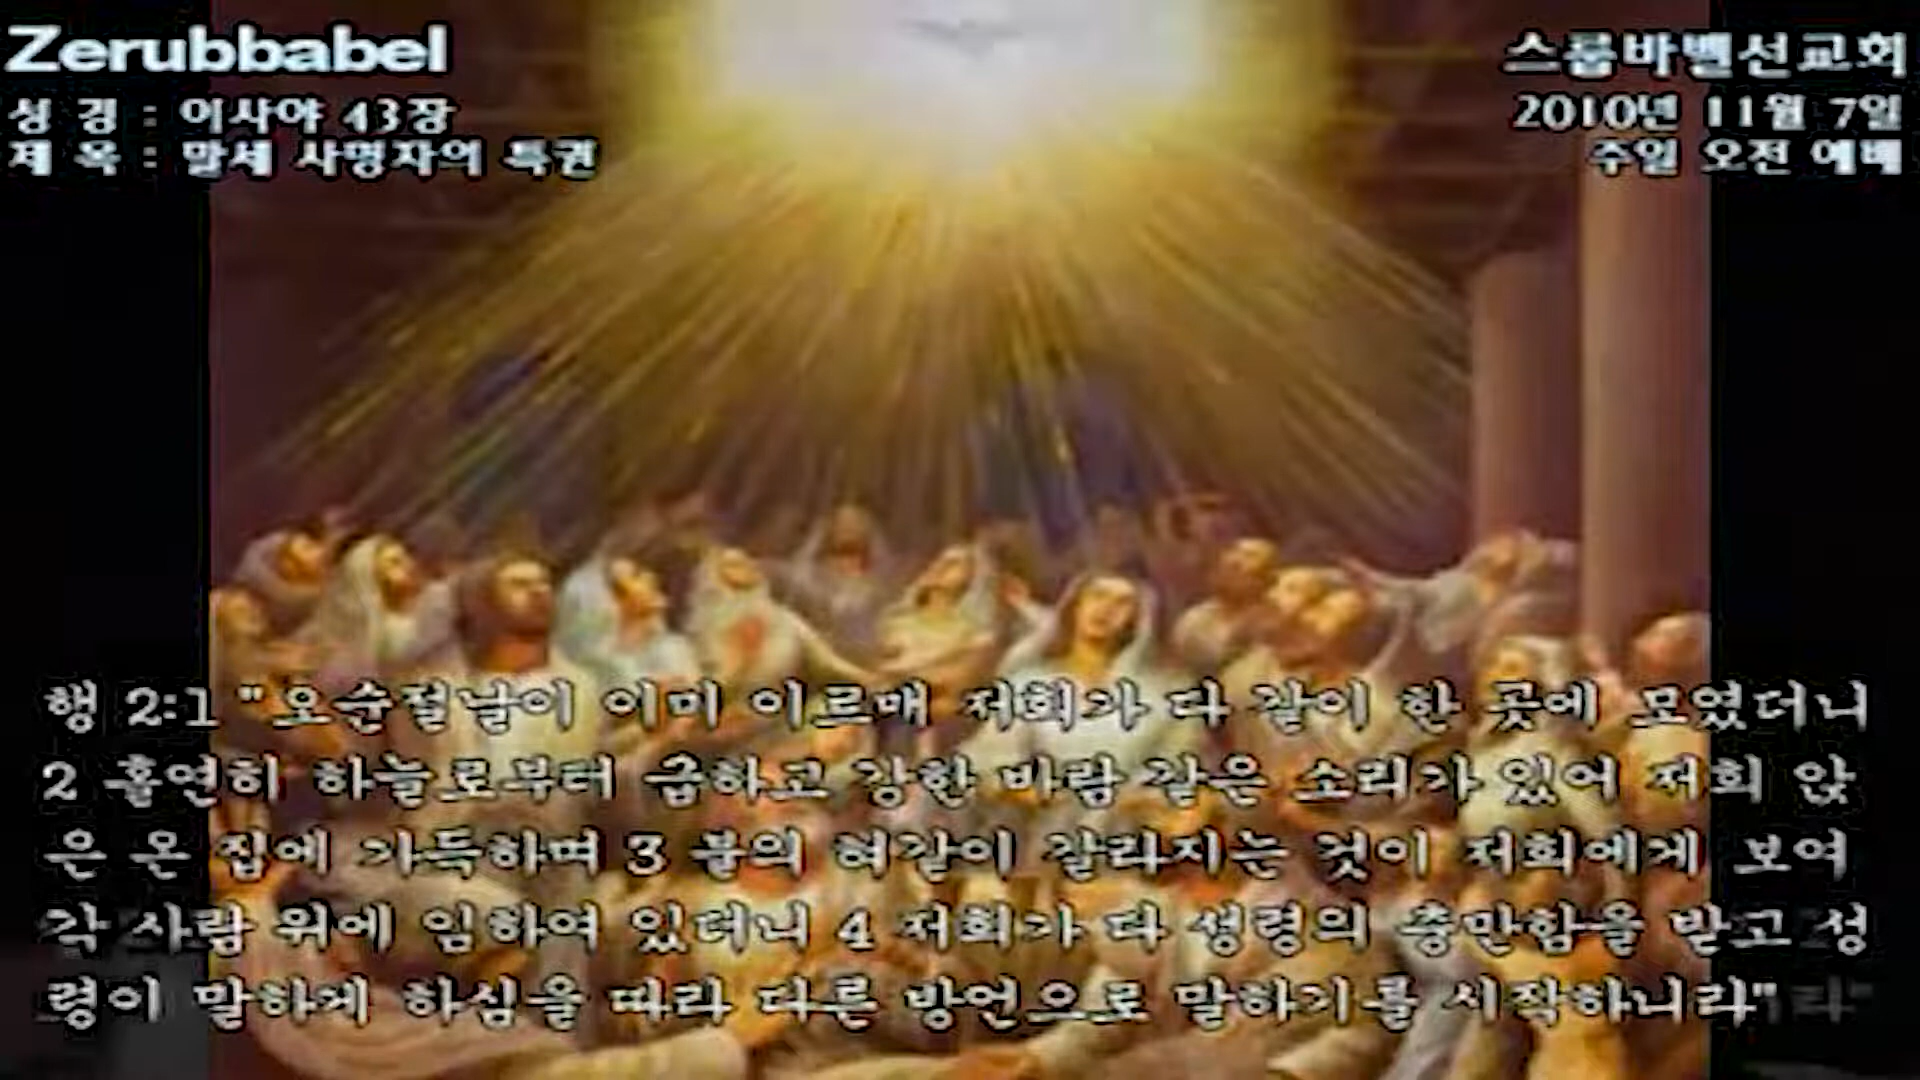 Zerubbabel
성 경 : 이사야 43장
제 목 : 말세 사명자의 특권
스룹바벨선교회
2010년 11월 7일
주일 오전 예배
행 2:1 "오순절날이 이미 이르매 저희가 다 같이 한 곳에 모였더니
2 홀연히 하늘로부터 급하고 강한 바람 같은 소리가 있어 저희 앉
은 온 집에 가득하며 3 불의 혀같이 갈라지는 것이 저희에게 보여
각 사람 위에 임하여 있더니 4 저희가 다 성령의 충만함을 받고 성
령이 말하게 하심을 따라 다른 방언으로 말하기를 시작하니라"